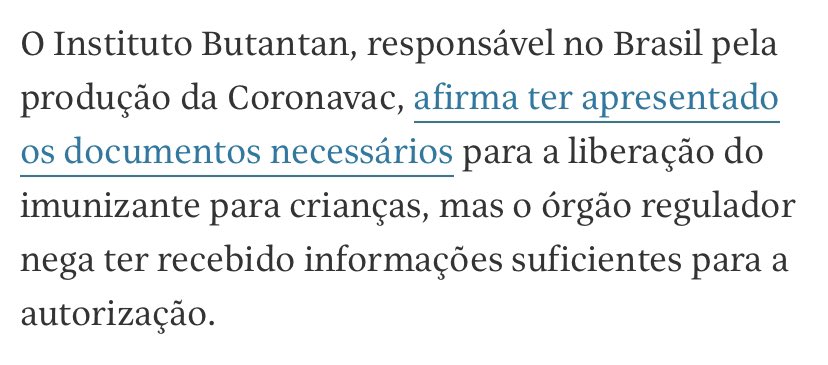 O Instituto Butantan, responsável no Brasil pela
produção da Coronavac, afirma ter apresentado
os documentos necessários para a liberação do
imunizante para crianças, mas o órgão regulador
nega ter recebido informações suficientes para a
autorização.